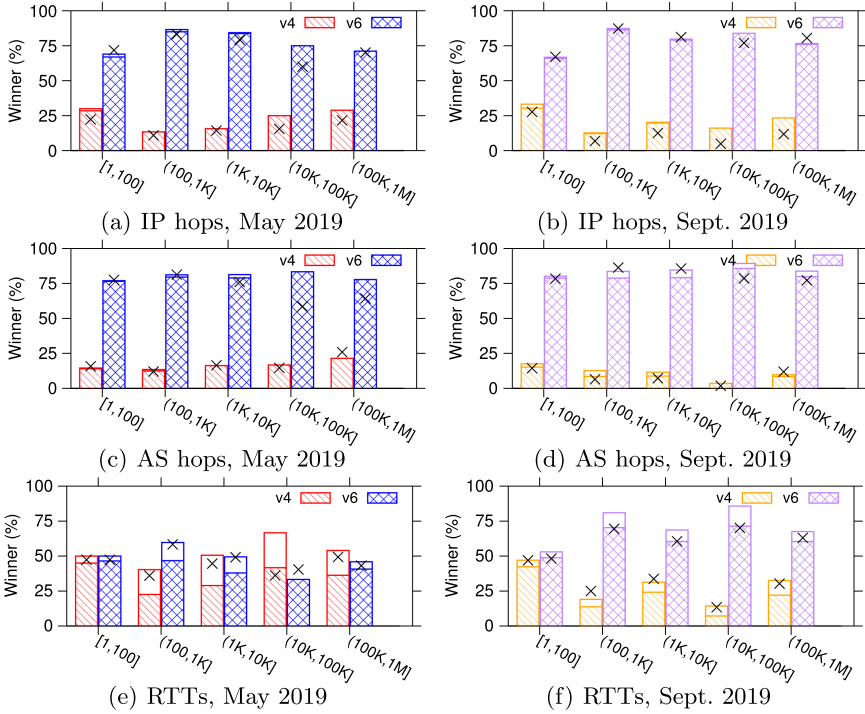 100
75
50
25
0
Winner (%)
v4
v6
[1,100]
(100,1K]
(1K,10K]
(10K,100K]
(100K,1M]
(a) IP hops, May 2019
100
75
50
25
0
Winner (%)
v4
v6
[1,100]
(100,1K]
(1K,10K]
(10K,100K]
(100K,1M]
(b) IP hops, Sept. 2019
100
75
50
25
0
Winner (%)
v4
v6
[1,100]
(100,1K]
(1K,10K]
(10K,100K]
(100K,1M]
(c) AS hops, May 2019
100
75
50
25
0
Winner (%)
v4
v6
[1,100]
(100,1K]
(1K,10K]
(10K,100K]
(100K,1M]
(d) AS hops, Sept. 2019
100
75
50
25
0
Winner (%)
v4
v6
[1,100]
(100,1K]
(1K,10K]
(10K,100K]
(100K,1M]
(e) RTTs, May 2019
100
75
50
25
0
Winner (%)
v4
v6
[1,100]
(100,1K]
(1K,10K]
(10K,100K]
(100K,1M]
(f) RTTs, Sept. 2019